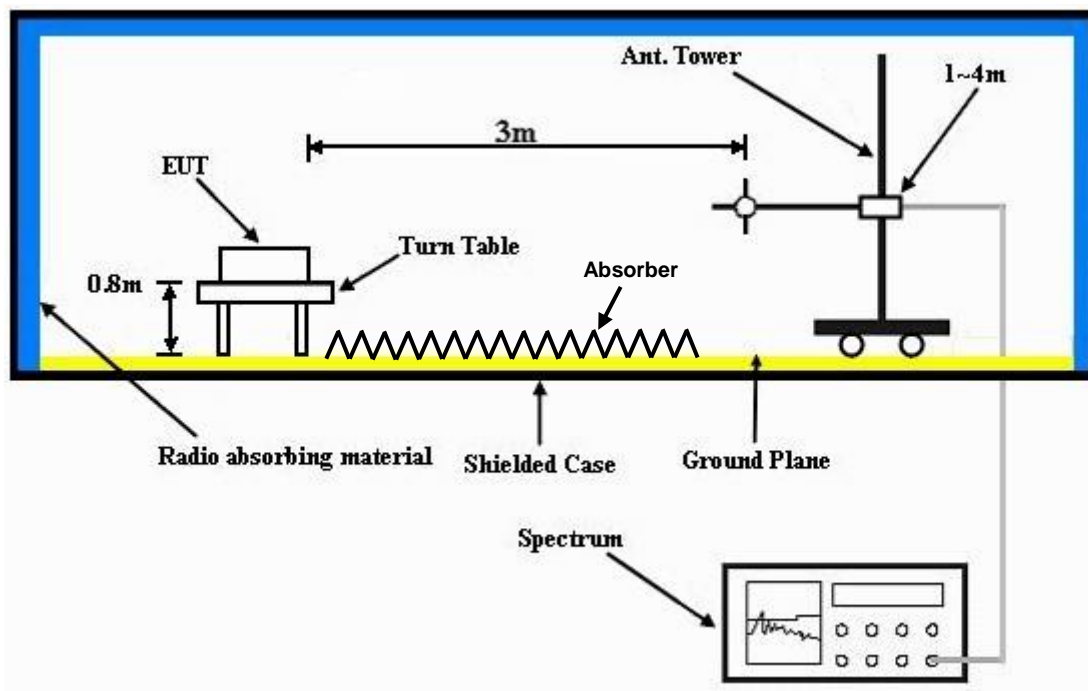 Ant. Tower
1~4m
3m
EUT
Turn Table
Absorber
0.8m
Radio absorbing material
Shielded Case
Ground Plane
Spectrum